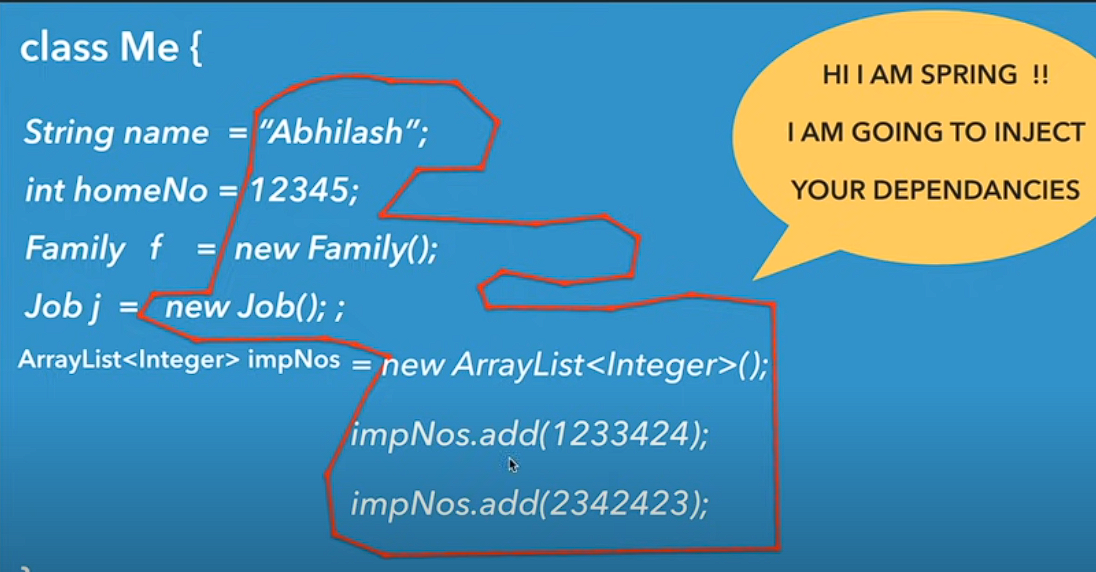 class Me {
String name = “Abhilash”;
int homeNo = 12345;
Family f = new Family();
Job j = new Job(); ;
ArrayList<Integer> impNos = new ArrayList<Integer>();
impNos.add(1233424);
impNos.add(2342423);
}
HI I AM SPRING !!
I AM GOING TO INJECT
YOUR DEPENDANCIES